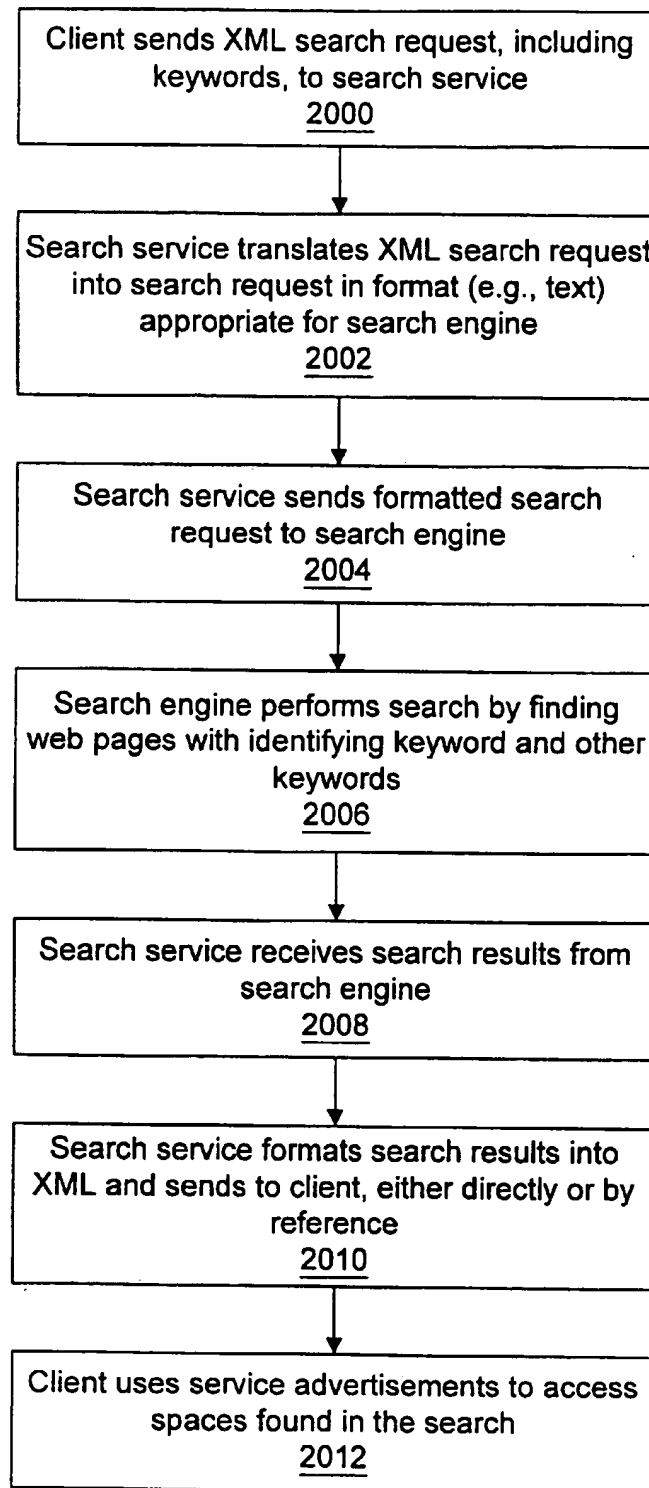 Client sends XML search request, including
keywords, to search service
2000
Search service translates XML search request
into search request in format (e.g., text)
appropriate for search engine
2002
Search service sends formatted search
request to search engine
2004
Search engine performs search by finding
web pages with identifying keyword and other
keywords
2006
Search service receives search results from
search engine
2008
Search service formats search results into
XML and sends to client, either directly or by
reference
2010
Client uses service advertisements to access
spaces found in the search
2012